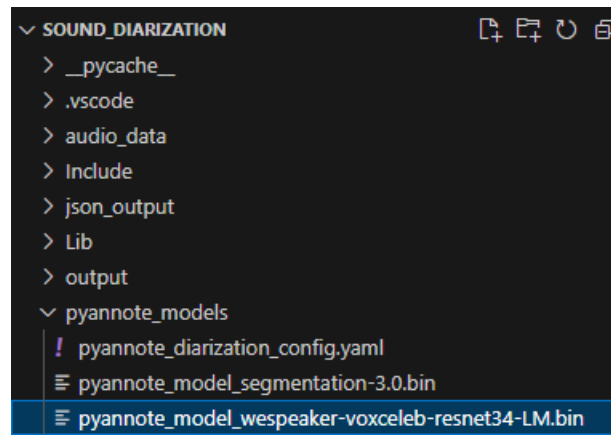 SOUND_DIARIZATION
__pycache__
.vscode
audio_data
Include
json_output
Lib
output
pyannote_models
! pyannote_diarization_config.yaml
pyannote_model_segmentation-3.0.bin
pyannote_model_wespeaker-voxceleb-resnet34-LM.bin